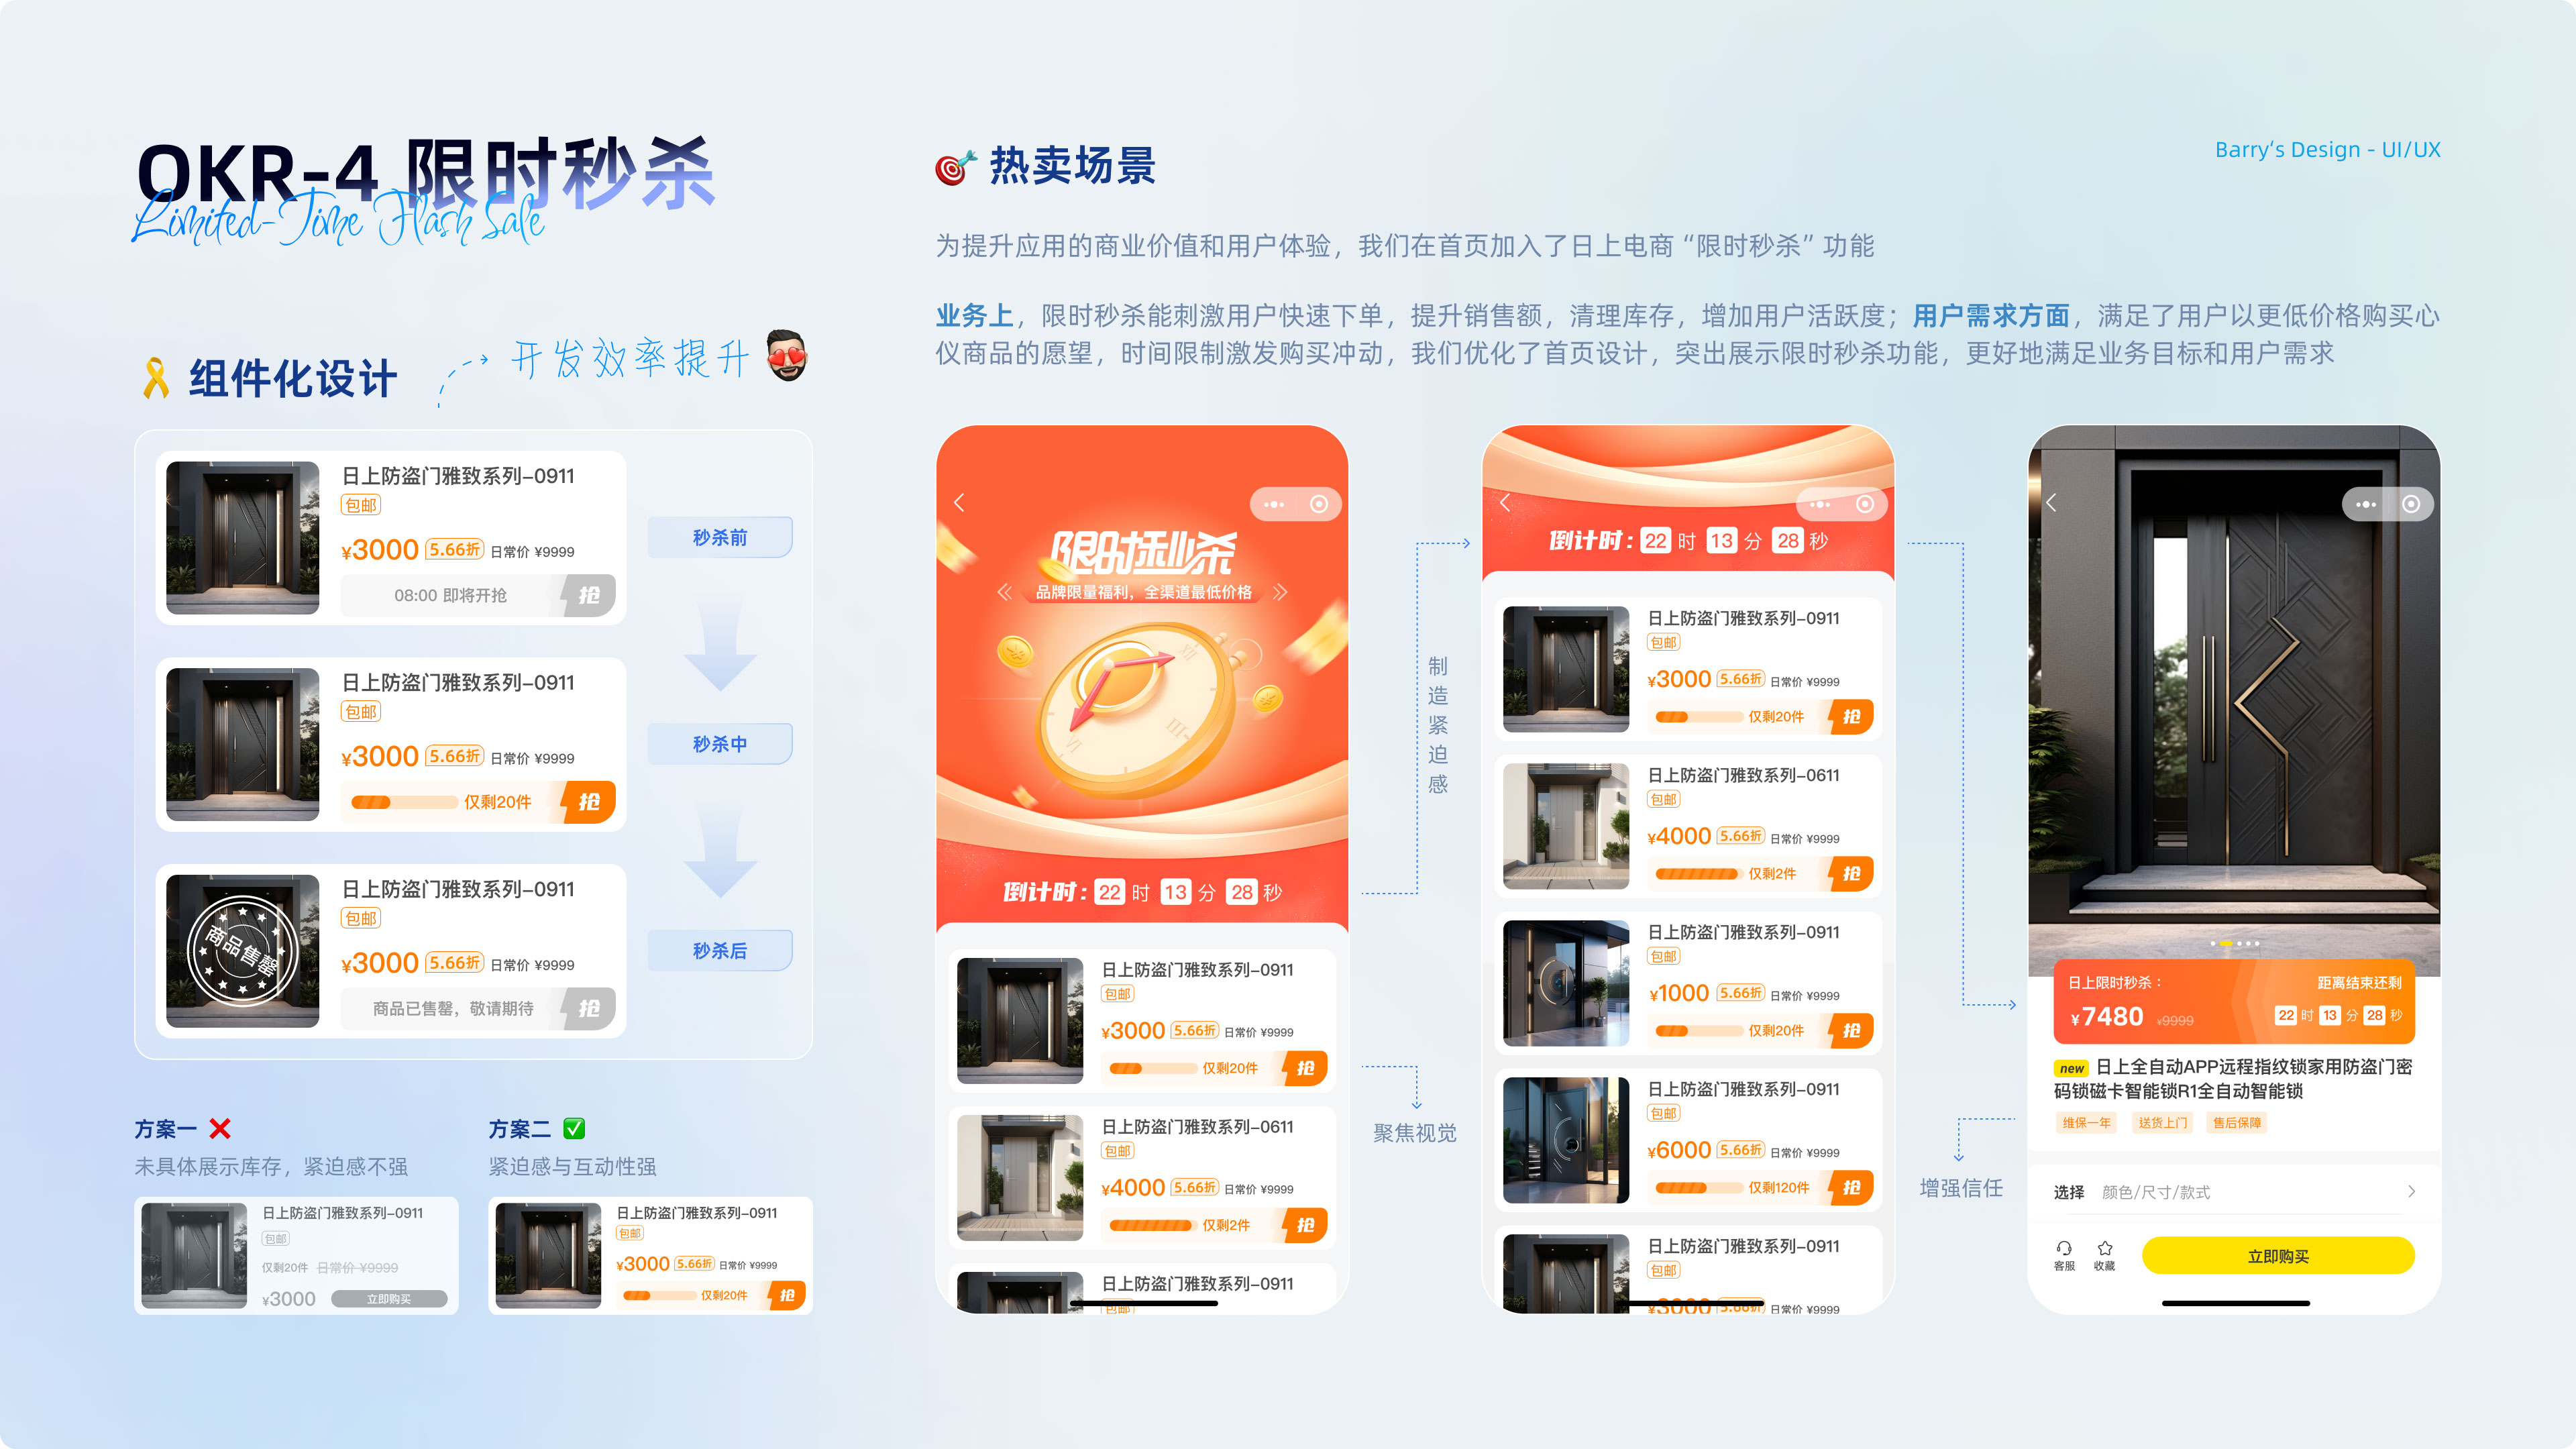 OKR-4 限时秒杀
Limited-Time Flash Sale
组件化设计
开发效率提升
日上防盗门雅致系列-0911
包邮
¥3000 5.66折 日常价 ¥9999
08:00 即将开抢 抢
秒杀前
日上防盗门雅致系列-0911
包邮
¥3000 5.66折 日常价 ¥9999
仅剩20件 抢
秒杀中
商品售罄
日上防盗门雅致系列-0911
包邮
¥3000 5.66折 日常价 ¥9999
商品已售罄，敬请期待 抢
秒杀后
方案一
未具体展示库存，紧迫感不强
日上防盗门雅致系列-0911
包邮
仅剩20件 日常价 ¥9999
¥3000 立即购买
方案二
紧迫感与互动性强
日上防盗门雅致系列-0911
包邮
¥3000 5.66折 日常价 ¥9999
仅剩20件 抢
热卖场景
Barry‘s Design - UI/UX
为提升应用的商业价值和用户体验，我们在首页加入了日上电商“限时秒杀”功能
业务上，限时秒杀能刺激用户快速下单，提升销售额，清理库存，增加用户活跃度；用户需求方面，满足了用户以更低价格购买心
仪商品的愿望，时间限制激发购买冲动，我们优化了首页设计，突出展示限时秒杀功能，更好地满足业务目标和用户需求
限时秒杀
品牌限量福利，全渠道最低价格
VII
III
VI
倒计时: 22 时 13 分 28 秒
日上防盗门雅致系列-0911
包邮
¥3000 5.66折 日常价 ¥9999
仅剩20件 抢
日上防盗门雅致系列-0611
包邮
¥4000 5.66折 日常价 ¥9999
仅剩2件 抢
日上防盗门雅致系列-0911
包邮
制造紧迫感
聚焦视觉
倒计时: 22 时 13 分 28 秒
日上防盗门雅致系列-0911
包邮
¥3000 5.66折 日常价 ¥9999
仅剩20件 抢
日上防盗门雅致系列-0611
包邮
¥4000 5.66折 日常价 ¥9999
仅剩2件 抢
日上防盗门雅致系列-0911
包邮
¥1000 5.66折 日常价 ¥9999
仅剩20件 抢
日上防盗门雅致系列-0911
包邮
¥6000 5.66折 日常价 ¥9999
仅剩120件 抢
日上防盗门雅致系列-0911
包邮
¥3000 5.66折 日常价 ¥9999
增强信任
日上限时秒杀： 距离结束还剩
¥7480 ¥9999 22 时 13 分 28 秒
new 日上全自动APP远程指纹锁家用防盗门密
码锁磁卡智能锁R1全自动智能锁
维保一年 送货上门 售后保障
选择 颜色/尺寸/款式
客服 收藏 立即购买